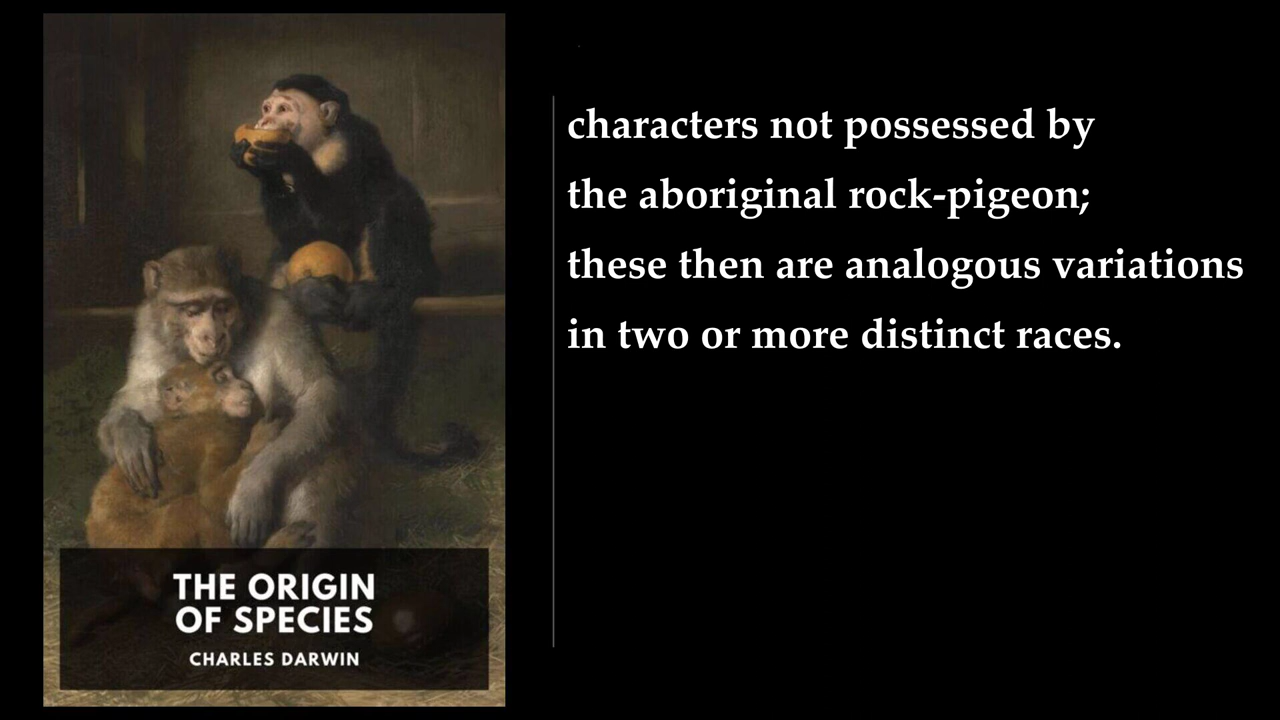 characters not possessed by
the aboriginal rock-pigeon;
these then are analogous variations
in two or more distinct races.
THE ORIGIN
OF SPECIES
CHARLES DARWIN